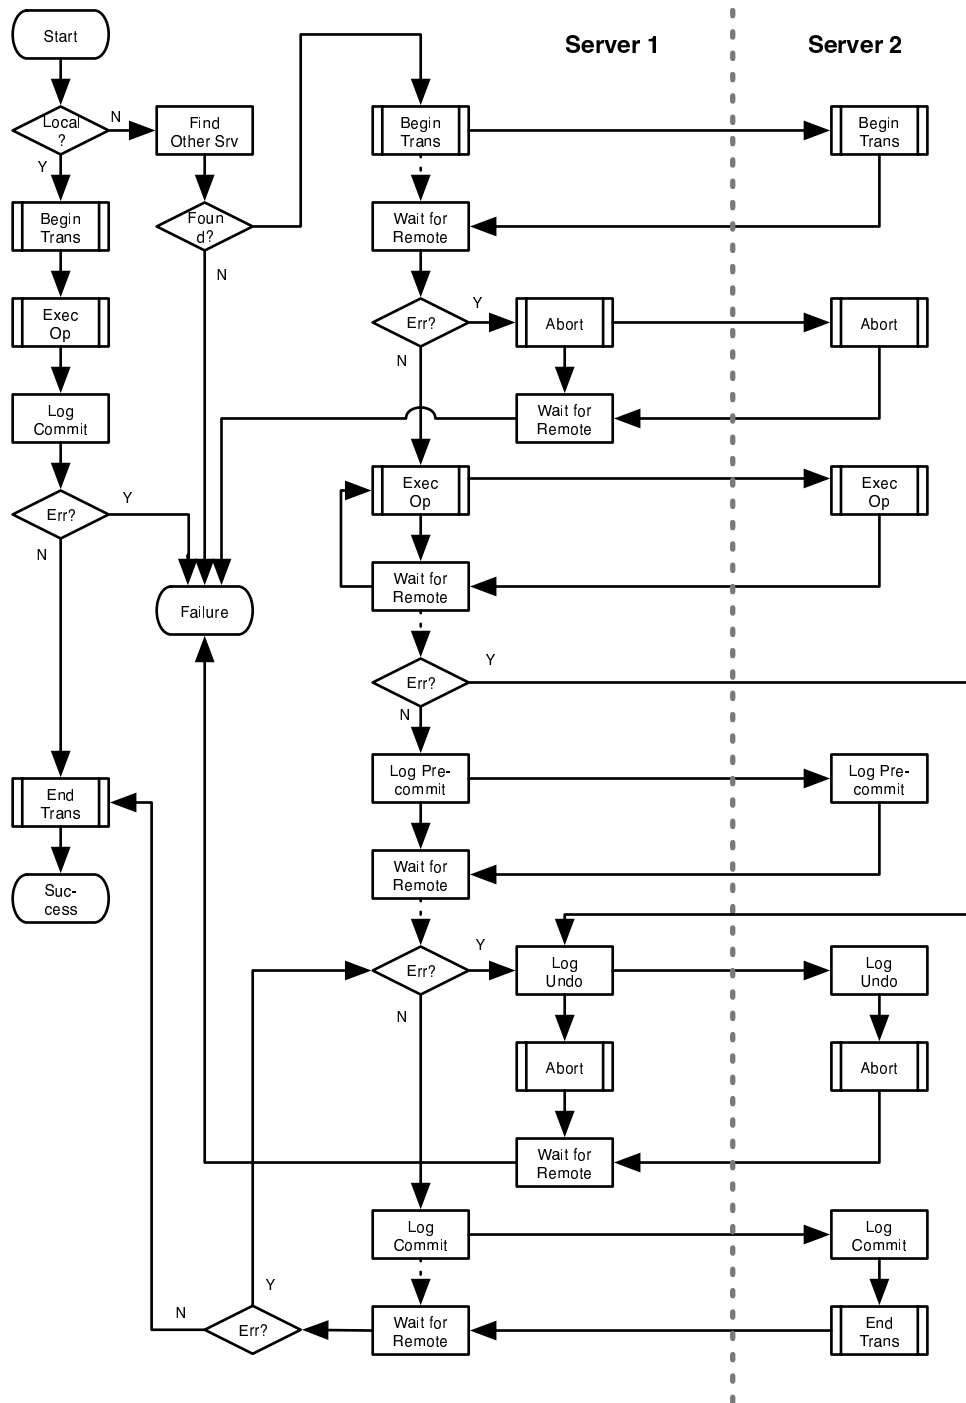 Start
Server 1
Server 2
Local
?
N
Find
Other Srv
Begin
Trans
Begin
Trans
Y
Begin
Trans
Foun
d?
Wait for
Remote
N
Exec
Op
Err?
Y
Abort
Abort
N
Log
Commit
Wait for
Remote
Err?
Y
N
Exec
Op
Exec
Op
Failure
Wait for
Remote
Err?
Y
N
End
Trans
Log Pre-
commit
Log Pre-
commit
Suc-
cess
Wait for
Remote
Err?
Y
N
Log
Undo
Log
Undo
Abort
Abort
Wait for
Remote
Log
Commit
Log
Commit
Y
N
Err?
Wait for
Remote
End
Trans